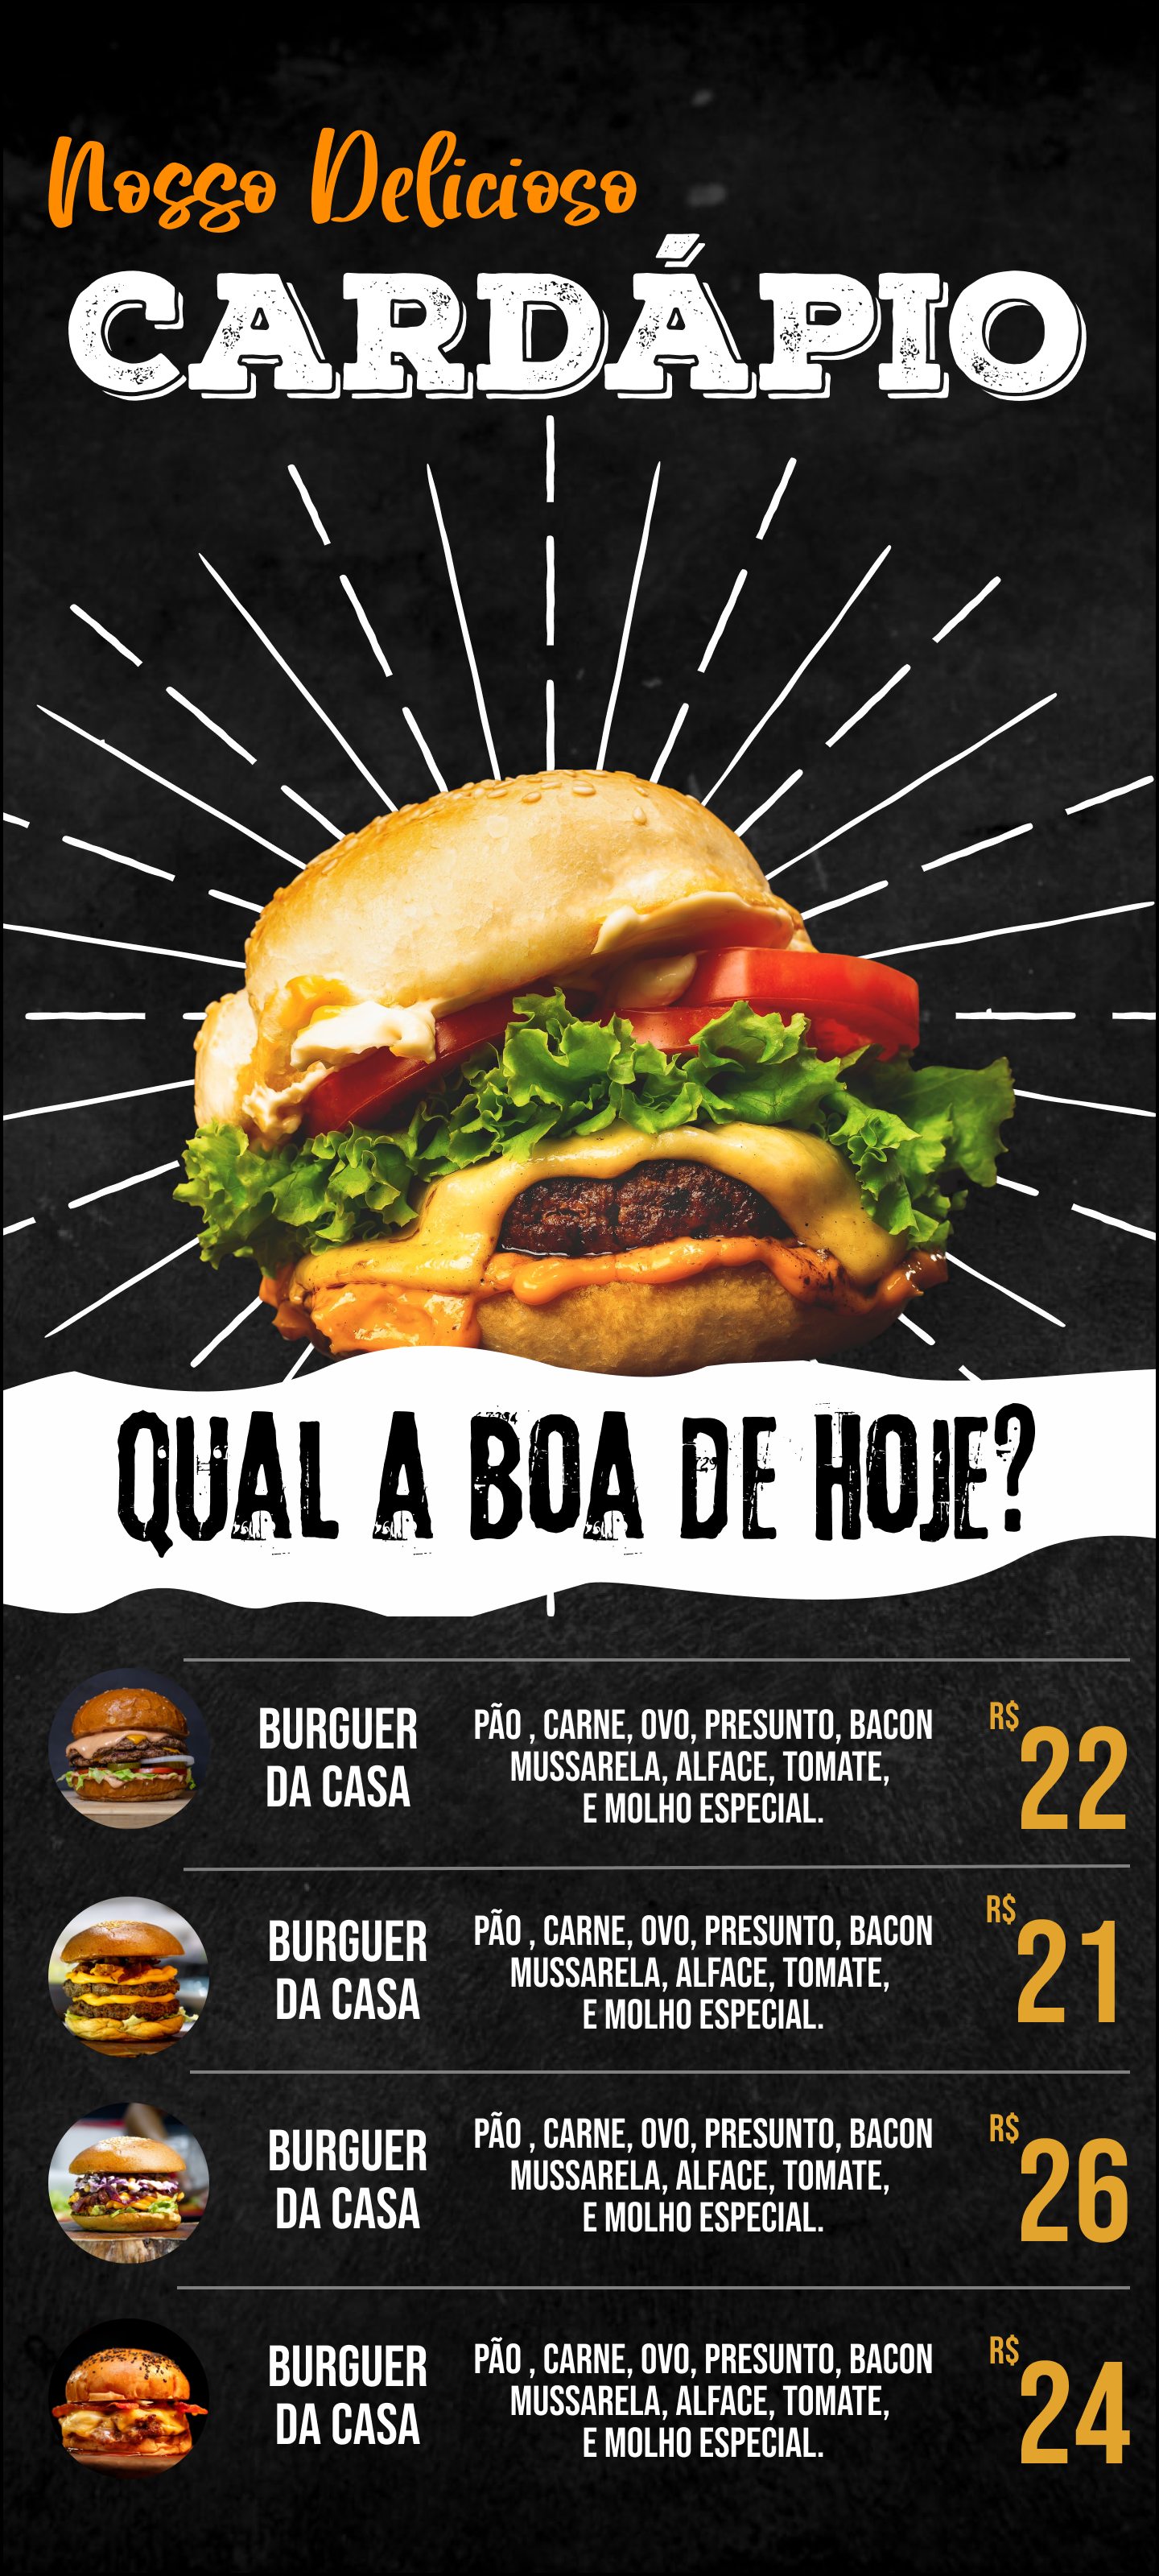 Nosso Delicioso
CARDÁPIO
QUAL A BOA DE HOJE?
BURGUER
DA CASA
PÃO , CARNE, OVO, PRESUNTO, BACON
MUSSARELA, ALFACE, TOMATE,
E MOLHO ESPECIAL.
R$ 22
BURGUER
DA CASA
PÃO , CARNE, OVO, PRESUNTO, BACON
MUSSARELA, ALFACE, TOMATE,
E MOLHO ESPECIAL.
R$ 21
BURGUER
DA CASA
PÃO , CARNE, OVO, PRESUNTO, BACON
MUSSARELA, ALFACE, TOMATE,
E MOLHO ESPECIAL.
R$ 26
BURGUER
DA CASA
PÃO , CARNE, OVO, PRESUNTO, BACON
MUSSARELA, ALFACE, TOMATE,
E MOLHO ESPECIAL.
R$ 24